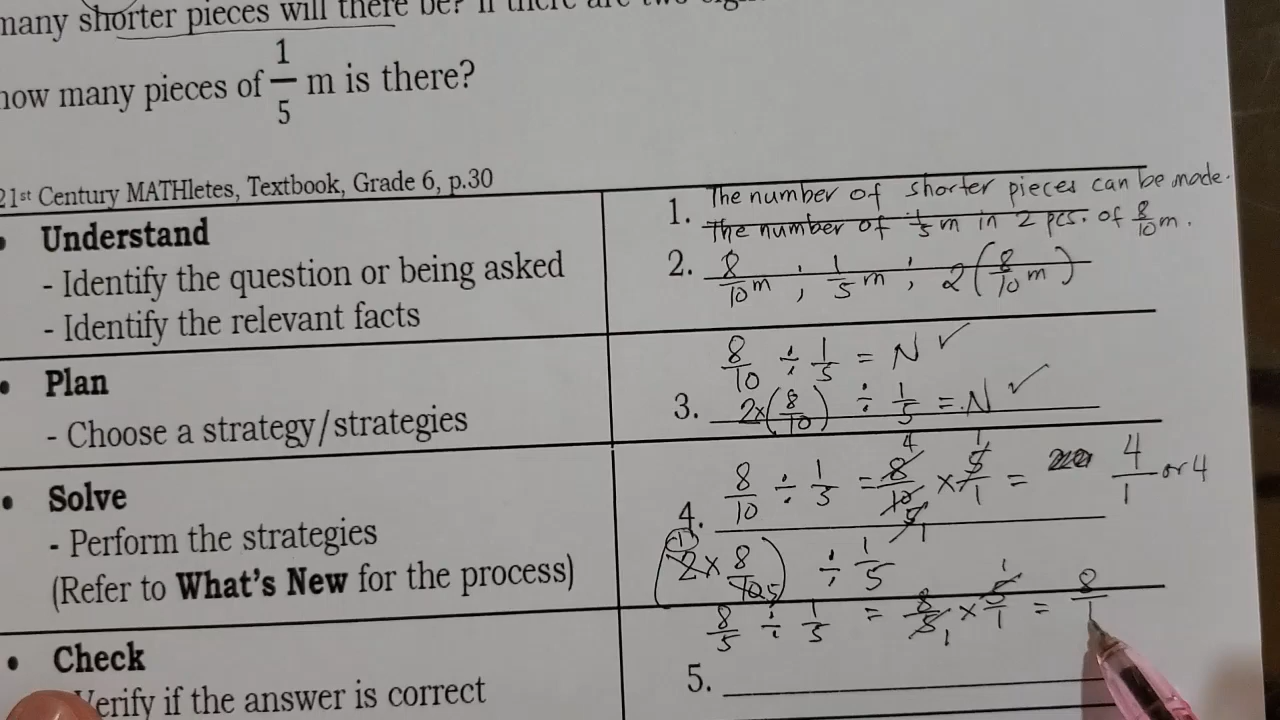 many shorter pieces will there be? If there are two
how many pieces of 1/5 m is there?
21st Century MATHletes, Textbook, Grade 6, p.30
• Understand
- Identify the question or being asked
- Identify the relevant facts
1. The number of shorter pieces can be made.
The number of 1/5 m in 2 pcs. of 8/10 m.
2. 8/10 m ; 1/5 m ; 2(8/10 m)
• Plan
- Choose a strategy/strategies
8/10 ÷ 1/5 = N ✓
3. 2×(8/10) ÷ 1/5 = N ✓
• Solve
- Perform the strategies
(Refer to What's New for the process)
4. 8/10 ÷ 1/5 = 8/10 × 5/1 = 4/1 or 4
(2 × 8/10) ÷ 1/5
8/5 ÷ 1/5 = 8/5 × 5/1 = 8/1
• Check
Verify if the answer is correct
5.